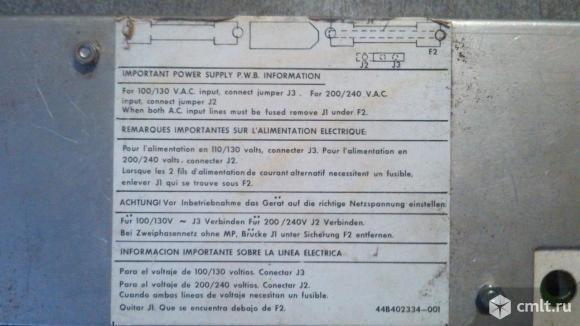 F2
J2 J3
IMPORTANT POWER SUPPLY P.W.B. INFORMATION
For 100/130 V.A.C. input, connect jumper J3 . For 200/240 V.A.C.
input, connect jumper J2
When both A.C. input lines must be fused remove J1 under F2.
REMARQUES IMPORTANTES SUR L'ALIMENTATION ELECTRIQUE:
Pour l'alimentation en 110/130 volts, connecter J3. Pour l'alimentation en
200/240 volts, connecter J2.
Lorsque les 2 fils d'alimentation de courant alternatif necessitent un fusible,
enlever J1 qui se trouve sous F2.
ACHTUNG! Vor Inbetriebnahme das Gerät auf die richtige Netzspannung einstellen:
Für 100/130V ~ J3 Verbinden Für 200/240V J2 Verbinden.
Bei Zweiphasennetz ohne MP, Brücke J1 unter Sicherung F2 entfernen.
INFORMACION IMPORTANTE SOBRE LA LINEA ELECTRICA
Para el voltaje de 100/130 voltios. Conectar J3
Para el voltaje de 200/240 voltios. Conectar J2.
Cuando ambas lineas de voltaje necesitan un fusible.
Quitar J1. Que se encuentra debajo de F2.
44B402334-001
cmlt.ru